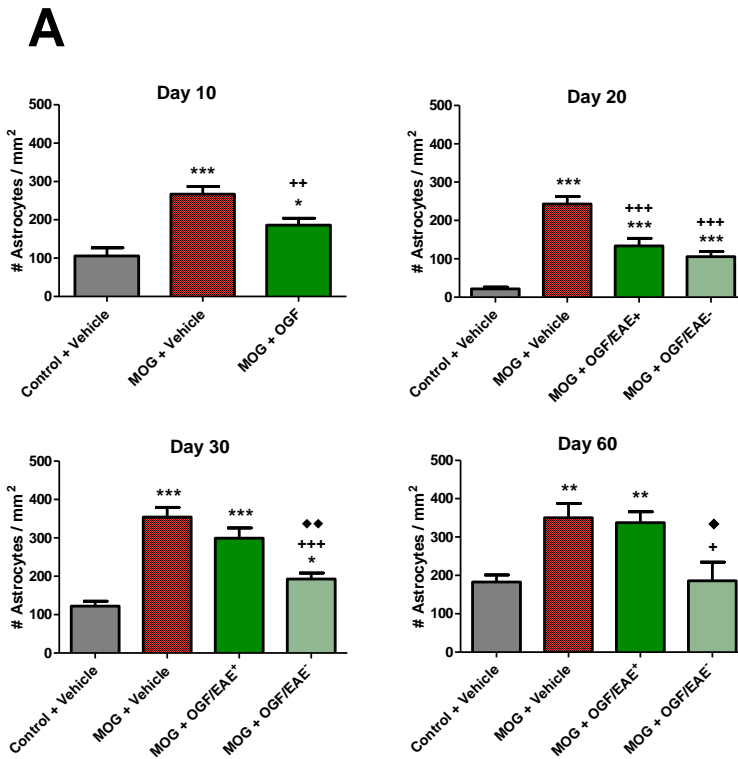 A
Day 10
# Astrocytes / mm²
500
400
300
200
100
0
***
++
*
Control + Vehicle
MOG + Vehicle
MOG + OGF
Day 20
# Astrocytes / mm²
500
400
300
200
100
0
***
+++
***
+++
***
Control + Vehicle
MOG + Vehicle
MOG + OGF/EAE+
MOG + OGF/EAE-
Day 30
# Astrocytes / mm²
500
400
300
200
100
0
***
***
◆◆
+++
*
Control + Vehicle
MOG + Vehicle
MOG + OGF/EAE⁺
MOG + OGF/EAE⁻
Day 60
# Astrocytes / mm²
500
400
300
200
100
0
**
**
◆
+
Control + Vehicle
MOG + Vehicle
MOG + OGF/EAE⁺
MOG + OGF/EAE⁻